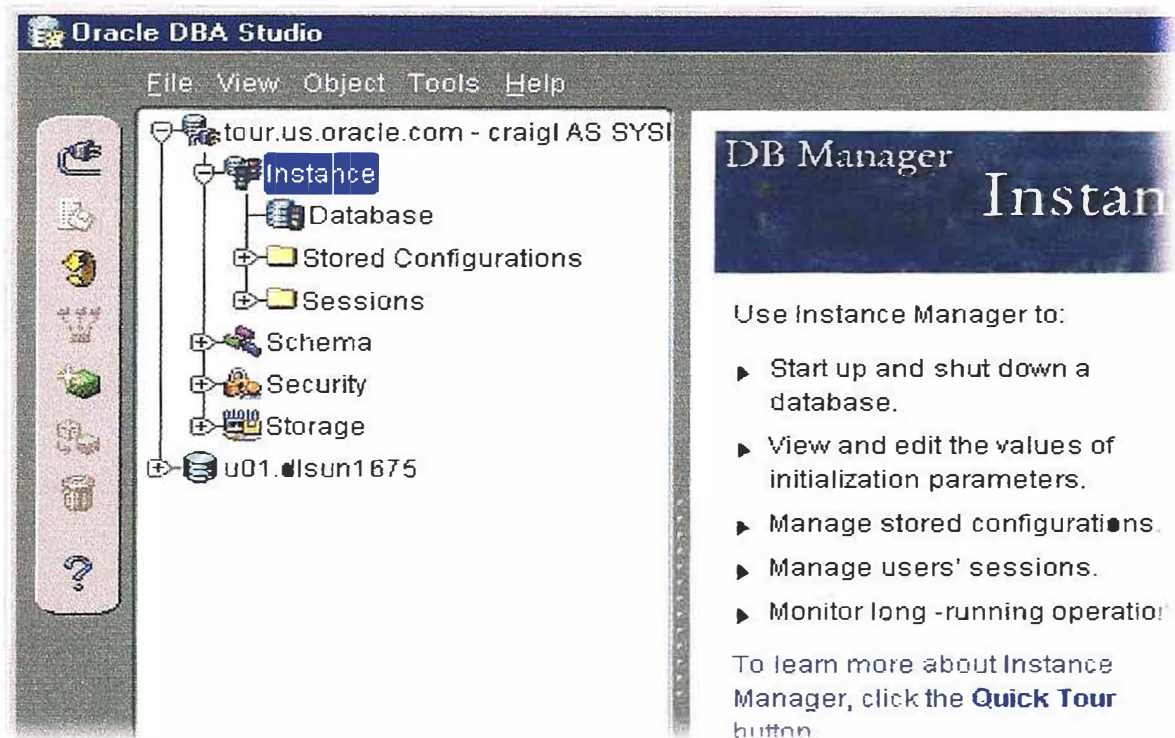 Oracle DBA Studio
File View Object Tools Help
tour.us.oracle.com - craigl AS SYS
Instance
Database
Stored Configurations
Sessions
Schema
Security
Storage
u01.dlsun1675
DB Manager
Instan
Use Instance Manager to:
Start up and shut down a
database.
View and edit the values of
initialization parameters.
Manage stored configurations.
Manage users' sessions.
Monitor long -running operatio
To learn more about Instance
Manager, click the Quick Tour
button